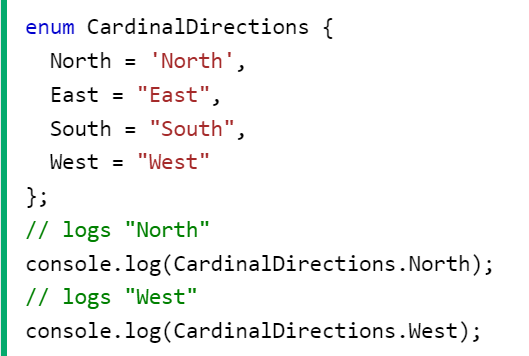 enum CardinalDirections {
  North = 'North',
  East = "East",
  South = "South",
  West = "West"
};
// logs "North"
console.log(CardinalDirections.North);
// logs "West"
console.log(CardinalDirections.West);